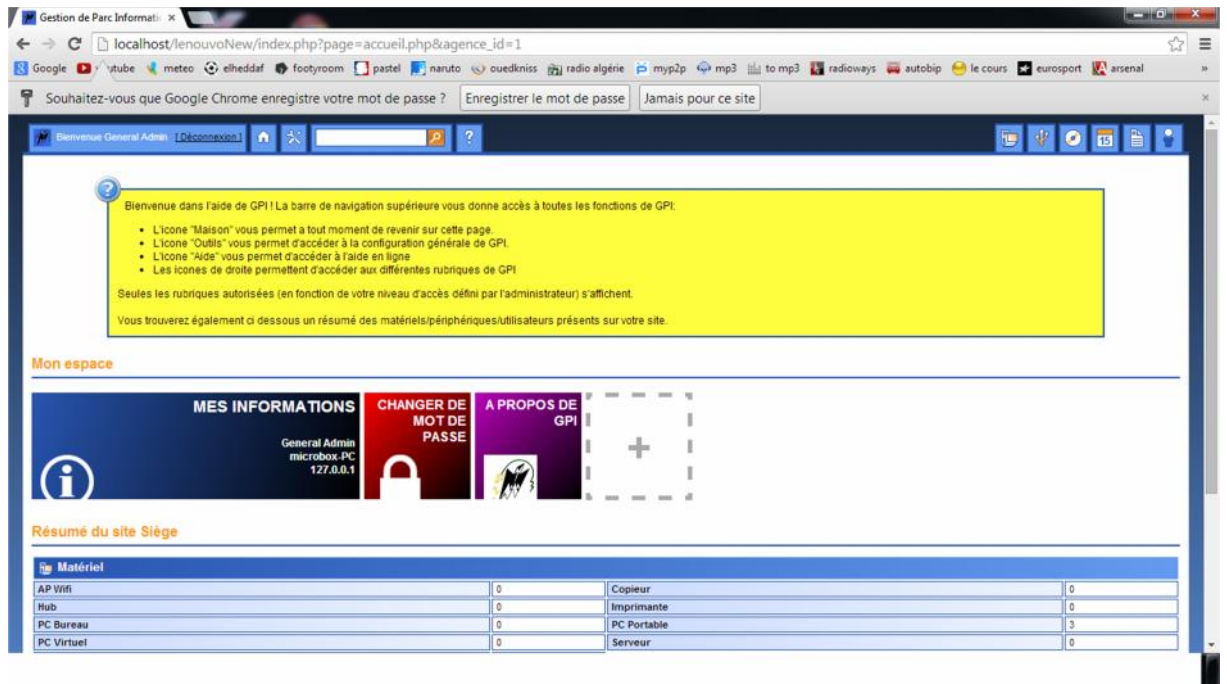 Gestion de Parc Informati
localhost/lenouvoNew/index.php?page=accueil.php&agence_id=1
Google utube meteo elheddaf footyroom pastel naruto ouedkniss radio algérie myp2p mp3 to mp3 radioways autobip le cours eurosport arsenal »
Souhaitez-vous que Google Chrome enregistre votre mot de passe ? Enregistrer le mot de passe Jamais pour ce site
Bienvenue General Admin [ Déconnexion ] ? 15
?
Bienvenue dans l'aide de GPI ! La barre de navigation supérieure vous donne accès à toutes les fonctions de GPI:
• L'icone "Maison" vous permet a tout moment de revenir sur cette page.
• L'icone "Outils" vous permet d'accéder à la configuration générale de GPI.
• L'icone "Aide" vous permet d'accéder à l'aide en ligne
• Les icones de droite permettent d'accéder aux différentes rubriques de GPI
Seules les rubriques autorisées (en fonction de votre niveau d'accès défini par l'administrateur) s'affichent.
Vous trouverez également ci dessous un résumé des matériels/périphériques/utilisateurs présents sur votre site.
Mon espace
MES INFORMATIONS
General Admin
microbox-PC
127.0.0.1
CHANGER DE
MOT DE
PASSE
A PROPOS DE
GPI
Résumé du site Siège
Matériel
AP Wifi 0 Copieur 0
Hub 0 Imprimante 0
PC Bureau 0 PC Portable 3
PC Virtuel 0 Serveur 0